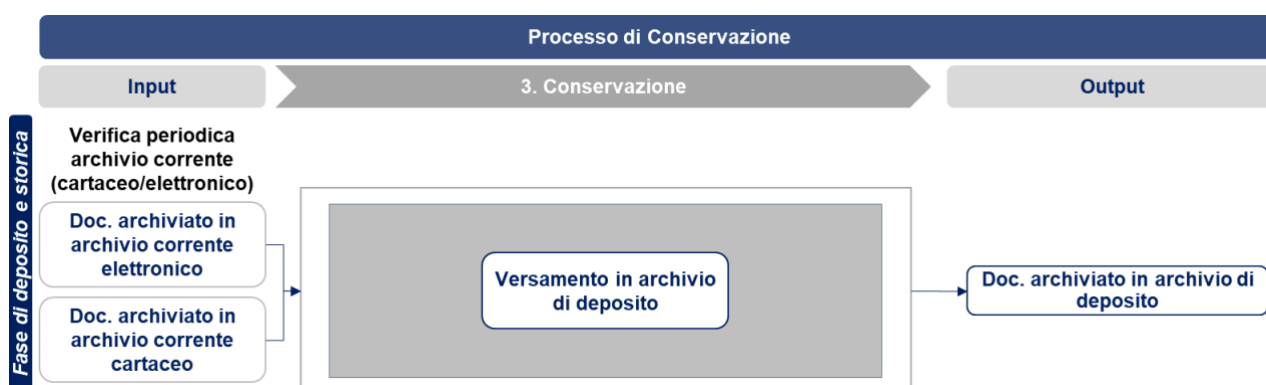 Processo di Conservazione
Input
3. Conservazione
Output
Fase di deposito e storica
Verifica periodica
archivio corrente
(cartaceo/elettronico)
Doc. archiviato in
archivio corrente
elettronico
Doc. archiviato in
archivio corrente
cartaceo
Versamento in archivio
di deposito
Doc. archiviato in archivio di
deposito